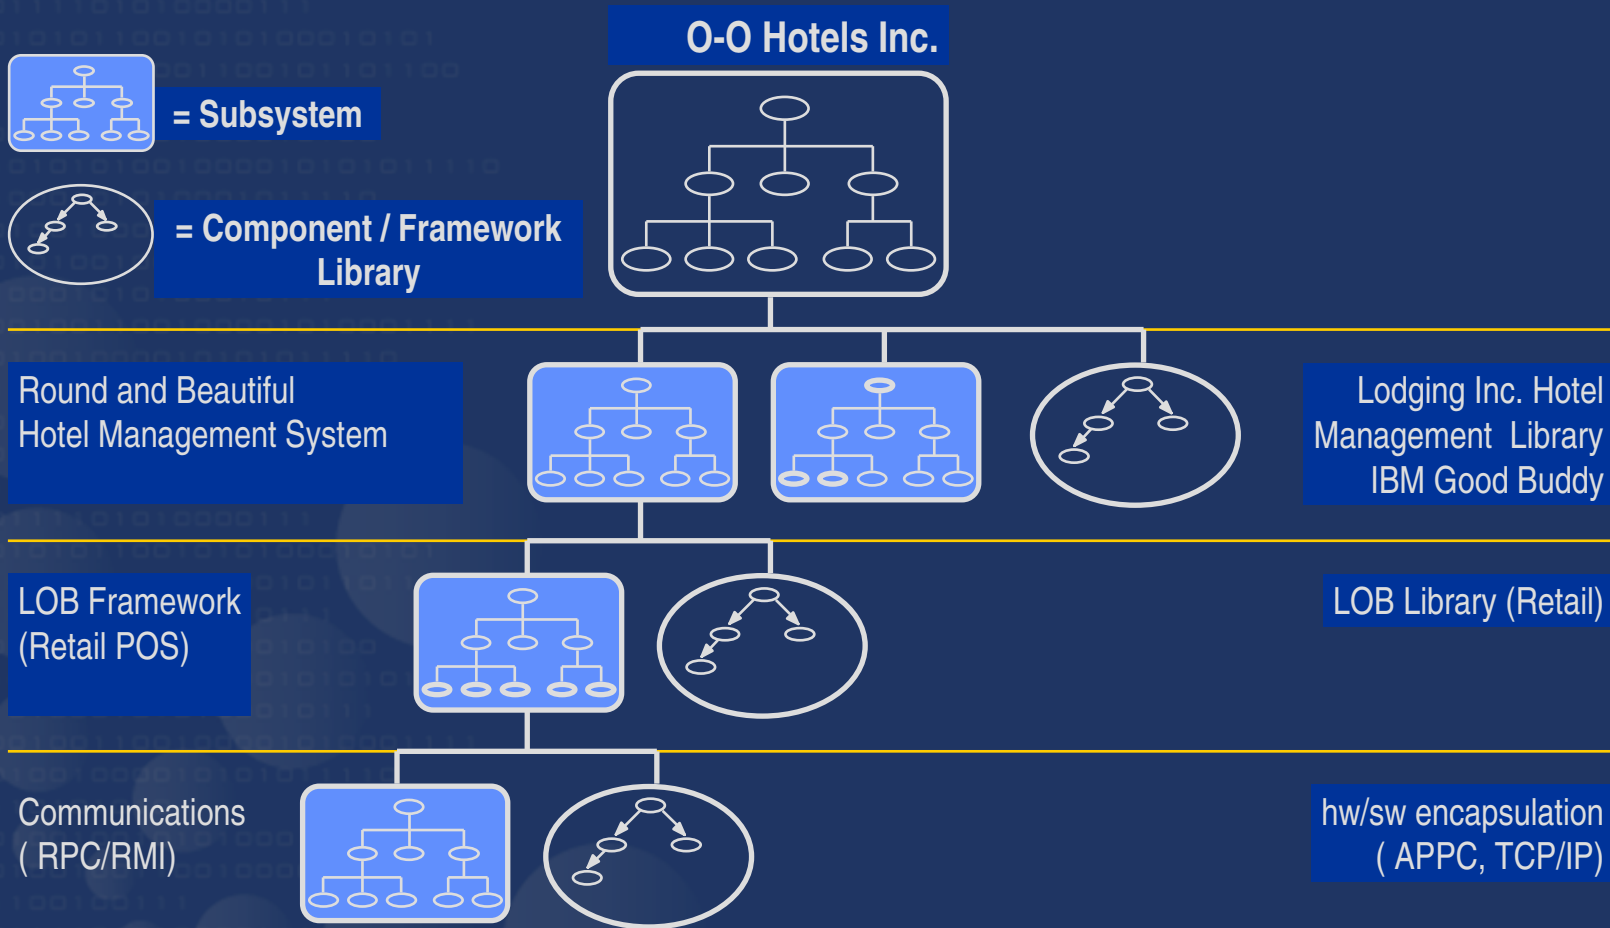 O-O Hotels Inc.
= Subsystem
= Component / Framework
Library
Round and Beautiful
Hotel Management System
Lodging Inc. Hotel
Management Library
IBM Good Buddy
LOB Framework
(Retail POS)
LOB Library (Retail)
Communications
( RPC/RMI)
hw/sw encapsulation
( APPC, TCP/IP)